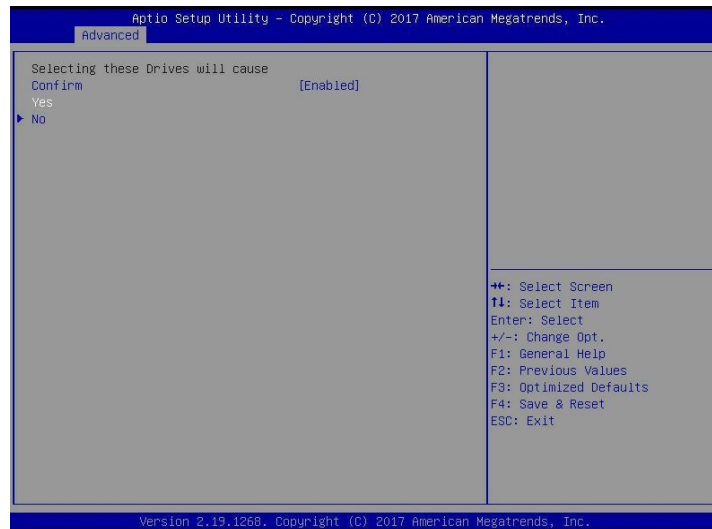 Aptio Setup Utility – Copyright (C) 2017 American Megatrends, Inc.
Advanced
Selecting these Drives will cause
Confirm [Enabled]
Yes
No
→←: Select Screen
↑↓: Select Item
Enter: Select
+/-: Change Opt.
F1: General Help
F2: Previous Values
F3: Optimized Defaults
F4: Save & Reset
ESC: Exit
Version 2.19.1268. Copyright (C) 2017 American Megatrends, Inc.